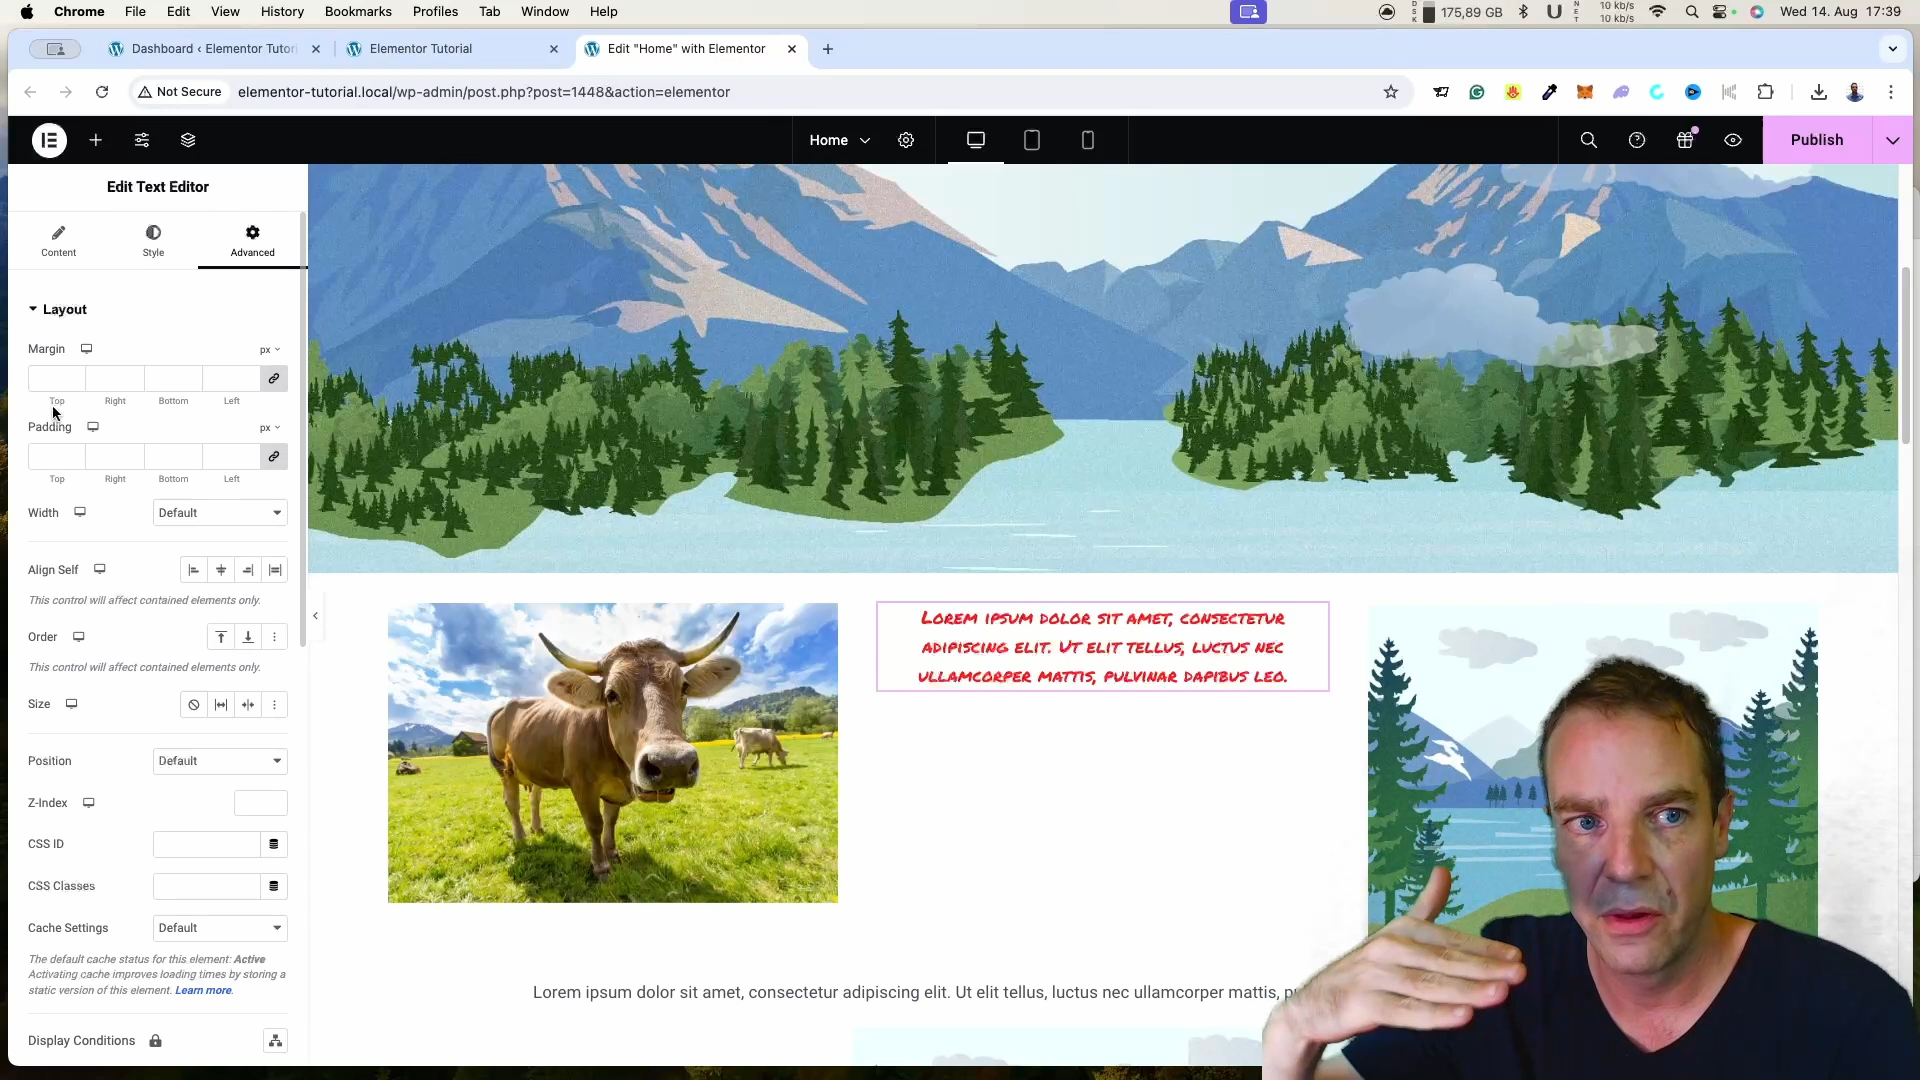 Chrome File Edit View History Bookmarks Profiles Tab Window Help
175,89 GB
10 kb/s
10 kb/s
Wed 14. Aug 17:39
Dashboard ‹ Elementor Tutori
Elementor Tutorial
Edit "Home" with Elementor
Not Secure
elementor-tutorial.local/wp-admin/post.php?post=1448&action=elementor
Home
Publish
Edit Text Editor
Content
Style
Advanced
Layout
Margin
px
Top Right Bottom Left
Padding
px
Top Right Bottom Left
Width
Default
Align Self
This control will affect contained elements only.
Order
This control will affect contained elements only.
Size
Position
Default
Z-Index
CSS ID
CSS Classes
Cache Settings
Default
The default cache status for this element: Active
Activating cache improves loading times by storing a
static version of this element. Learn more.
Display Conditions
Lorem ipsum dolor sit amet, consectetur
adipiscing elit. Ut elit tellus, luctus nec
ullamcorper mattis, pulvinar dapibus leo.
Lorem ipsum dolor sit amet, consectetur adipiscing elit. Ut elit tellus, luctus nec ullamcorper mattis,